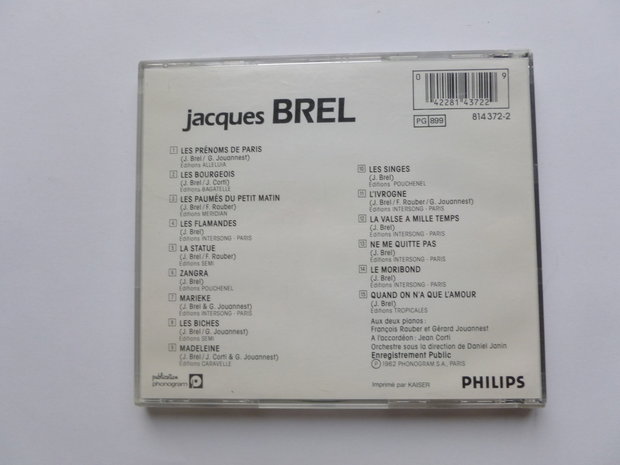 jacques BREL
0 42281 43722 9
PG 899
814 372-2
1 LES PRÉNOMS DE PARIS
(J. Brel / G. Jouannest)
Editions ALLELUIA
2 LES BOURGEOIS
(J. Brel / J. Corti)
Editions BAGATELLE
3 LES PAUMÉS DU PETIT MATIN
(J. Brel / F. Rauber)
Editions MERIDIAN
4 LES FLAMANDES
(J. Brel)
Editions INTERSONG - PARIS
5 LA STATUE
(J. Brel / F. Rauber)
Editions SEMI
6 ZANGRA
(J. Brel)
Editions POUCHENEL
7 MARIEKE
(J. Brel & G. Jouannest)
Editions INTERSONG - PARIS
8 LES BICHES
(J. Brel / G. Jouannest)
Editions SEMI
9 MADELEINE
(J. Brel / J. Corti & G. Jouannest)
Editions CARAVELLE
10 LES SINGES
(J. Brel)
Editions POUCHENEL
11 L'IVROGNE
(J. Brel / F. Rauber / G. Jouannest)
Editions INTERSONG - PARIS
12 LA VALSE A MILLE TEMPS
(J. Brel)
Editions INTERSONG - PARIS
13 NE ME QUITTE PAS
(J. Brel)
Editions INTERSONG - PARIS
14 LE MORIBOND
(J. Brel)
Editions INTERSONG - PARIS
15 QUAND ON N'A QUE L'AMOUR
(J. Brel)
Editions TROPICALES
Aux deux pianos :
François Rauber et Gérard Jouannest
A l'accordéon : Jean Corti
Orchestre sous la direction de Daniel Janin
Enregistrement Public
℗ 1962 PHONOGRAM S.A., PARIS
publication
phonogram
Imprimé par KAISER
PHILIPS